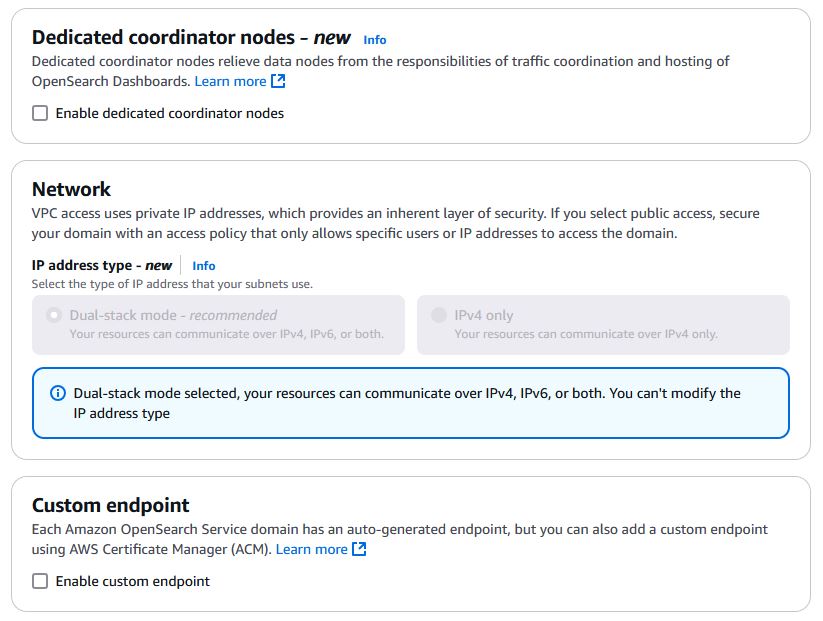 Dedicated coordinator nodes - new Info
Dedicated coordinator nodes relieve data nodes from the responsibilities of traffic coordination and hosting of
OpenSearch Dashboards. Learn more
Enable dedicated coordinator nodes
Network
VPC access uses private IP addresses, which provides an inherent layer of security. If you select public access, secure
your domain with an access policy that only allows specific users or IP addresses to access the domain.
IP address type - new Info
Select the type of IP address that your subnets use.
Dual-stack mode - recommended
Your resources can communicate over IPv4, IPv6, or both.
IPv4 only
Your resources can communicate over IPv4 only.
Dual-stack mode selected, your resources can communicate over IPv4, IPv6, or both. You can't modify the
IP address type
Custom endpoint
Each Amazon OpenSearch Service domain has an auto-generated endpoint, but you can also add a custom endpoint
using AWS Certificate Manager (ACM). Learn more
Enable custom endpoint